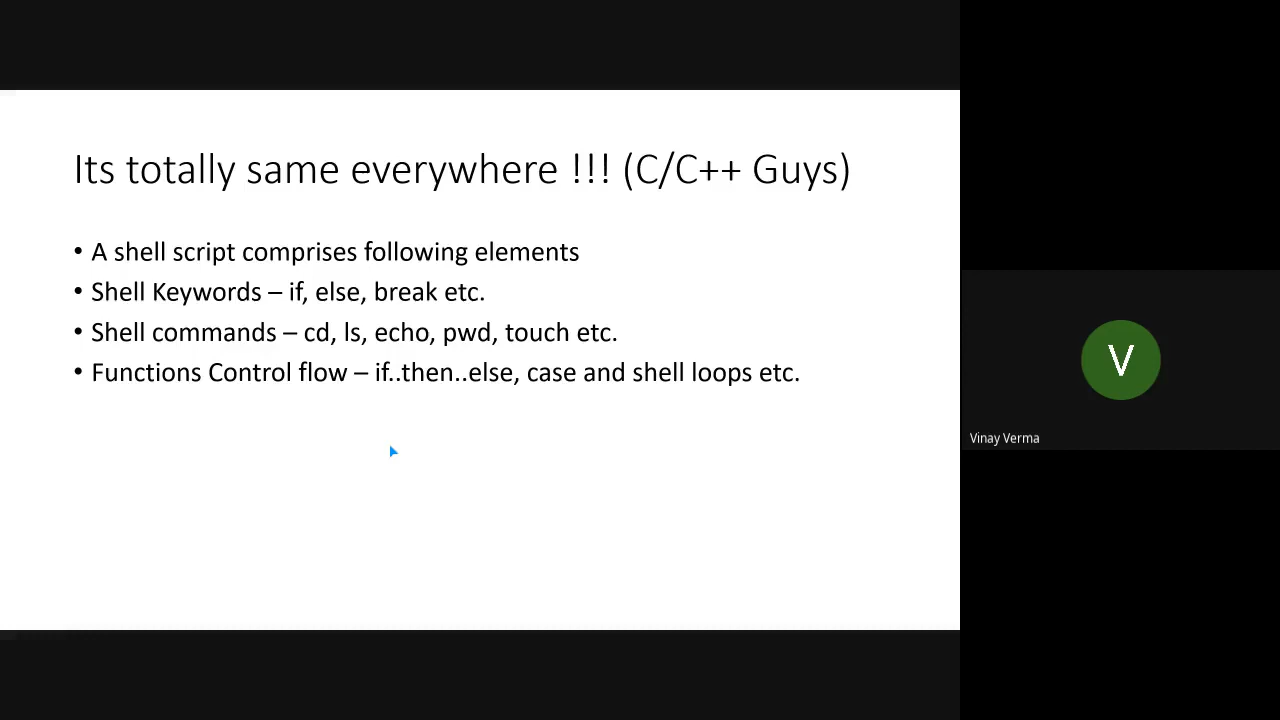 Its totally same everywhere !!! (C/C++ Guys)
• A shell script comprises following elements
• Shell Keywords – if, else, break etc.
• Shell commands – cd, ls, echo, pwd, touch etc.
• Functions Control flow – if..then..else, case and shell loops etc.
V
Vinay Verma